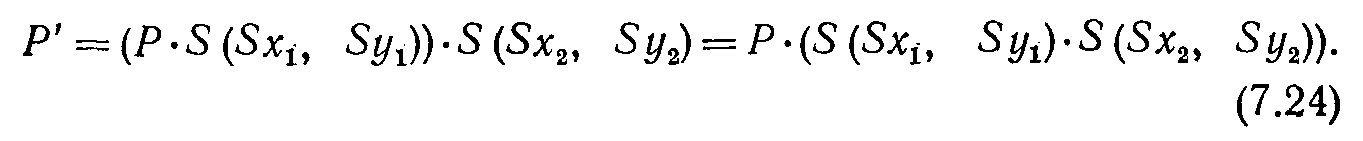 P' = (P·S (Sx₁, Sy₁))·S (Sx₂, Sy₂) = P·(S (Sx₁, Sy₁)·S (Sx₂, Sy₂)).
(7.24)